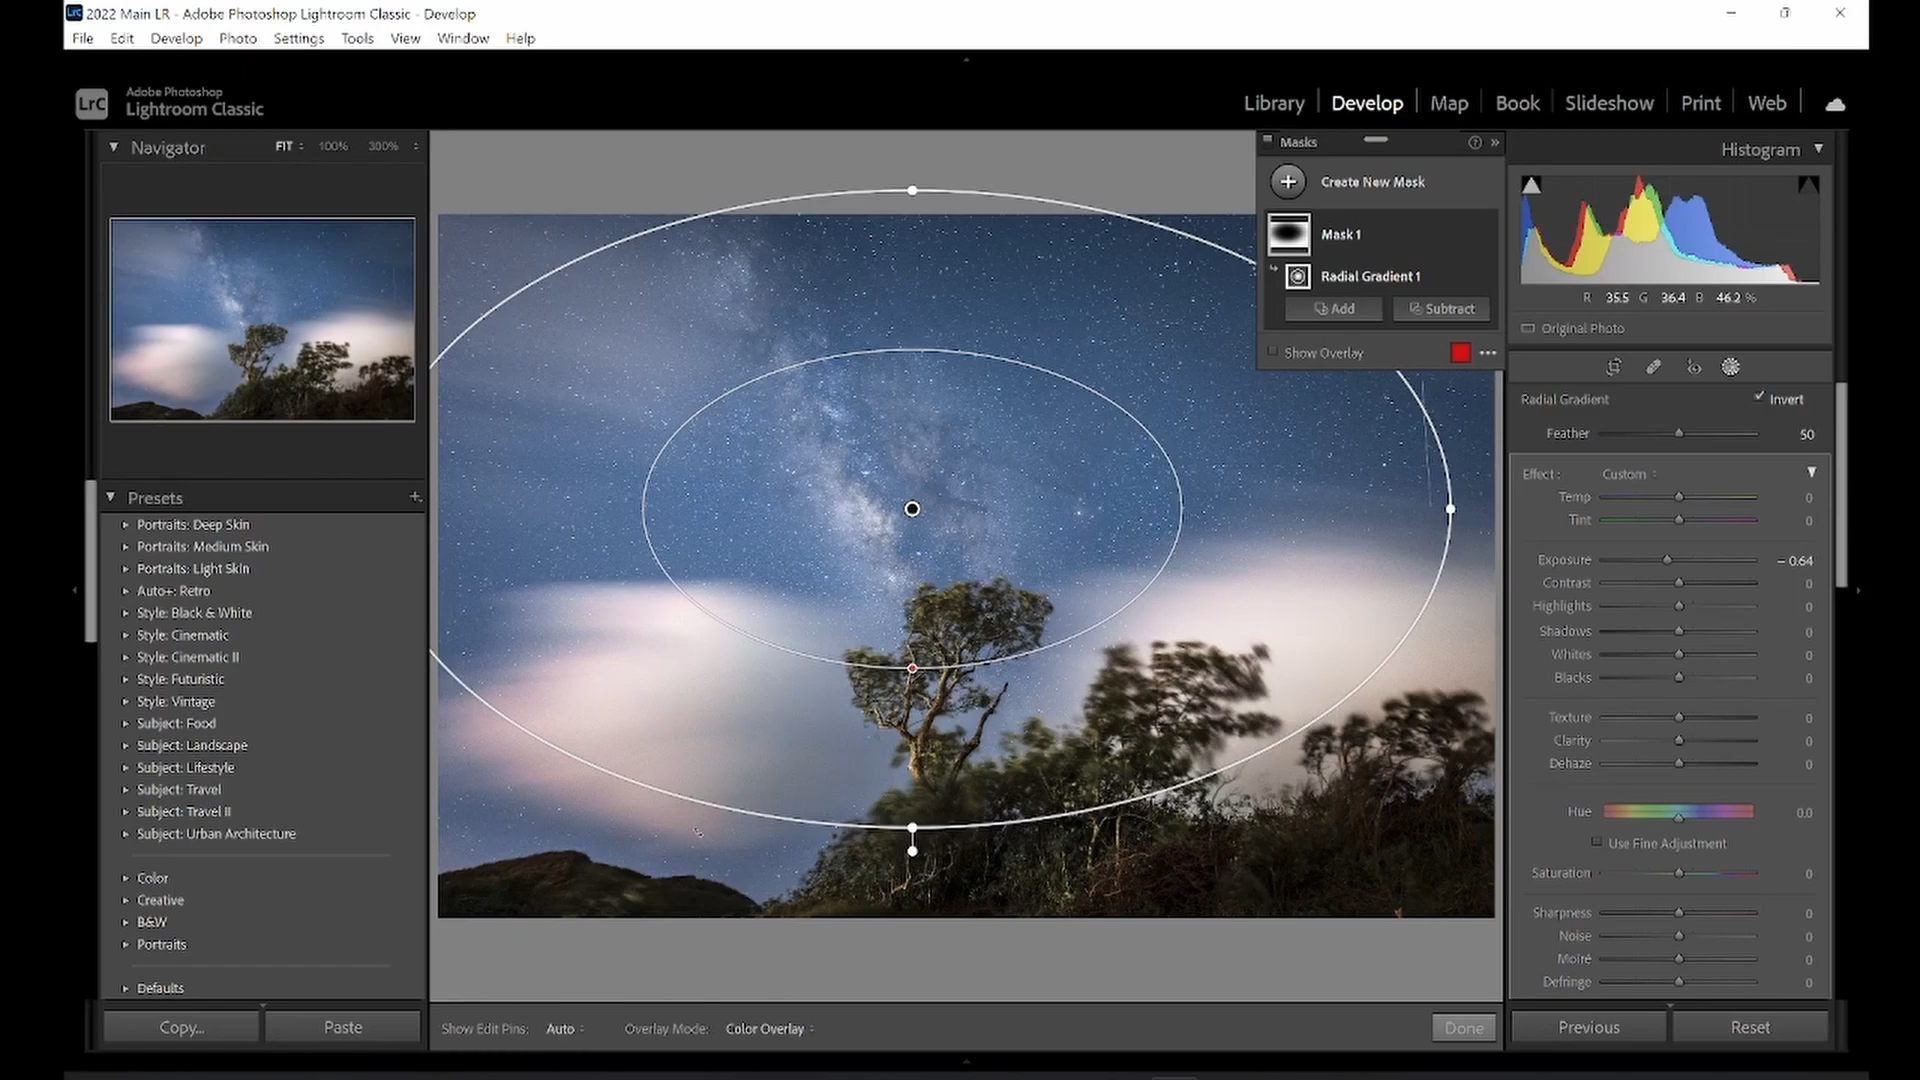 Lrc 2022 Main LR - Adobe Photoshop Lightroom Classic - Develop
File Edit Develop Photo Settings Tools View Window Help
LrC Adobe Photoshop
Lightroom Classic
Library Develop Map Book Slideshow Print Web
Navigator FIT 100% 300%
Presets
Portraits: Deep Skin
Portraits: Medium Skin
Portraits: Light Skin
Auto+: Retro
Style: Black & White
Style: Cinematic
Style: Cinematic II
Style: Futuristic
Style: Vintage
Subject: Food
Subject: Landscape
Subject: Lifestyle
Subject: Travel
Subject: Travel II
Subject: Urban Architecture
Color
Creative
B&W
Portraits
Defaults
Copy... Paste
Masks
Create New Mask
Mask 1
Radial Gradient 1
Add Subtract
Show Overlay
Show Edit Pins: Auto Overlay Mode: Color Overlay Done
Histogram
R 35.5 G 36.4 B 46.2 %
Original Photo
Radial Gradient Invert
Feather 50
Effect: Custom
Temp 0
Tint 0
Exposure - 0.64
Contrast 0
Highlights 0
Shadows 0
Whites 0
Blacks 0
Texture 0
Clarity 0
Dehaze 0
Hue 0.0
Use Fine Adjustment
Saturation 0
Sharpness 0
Noise 0
Moiré 0
Defringe 0
Previous Reset